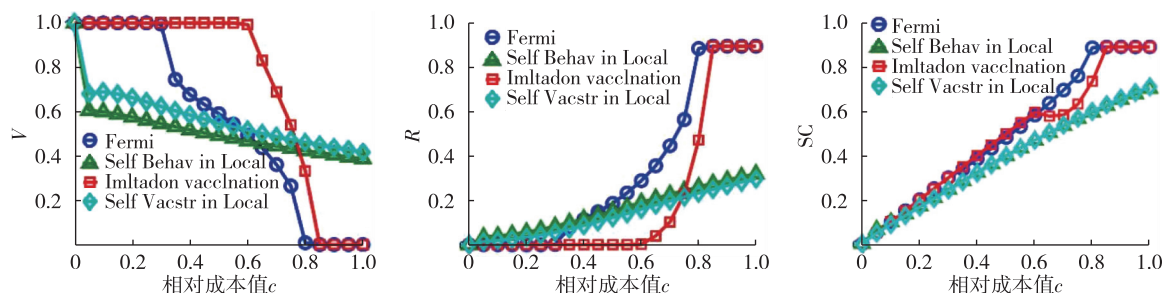 1.0
0.8
0.6
0.4
0.2
V
Fermi
Self Behav in Local
Imltadon vacclnation
Self Vacstr in Local
0 0.2 0.4 0.6 0.8 1.0
相对成本值c
1.0
0.8
0.6
0.4
0.2
R
Fermi
Self Behav in Local
Imltadon vacclnation
Self Vacstr in Local
0 0.2 0.4 0.6 0.8 1.0
相对成本值c
1.0
0.8
0.6
0.4
0.2
SC
Fermi
Self Behav in Local
Imltadon vacclnation
Self Vacstr in Local
0 0.2 0.4 0.6 0.8 1.0
相对成本值c